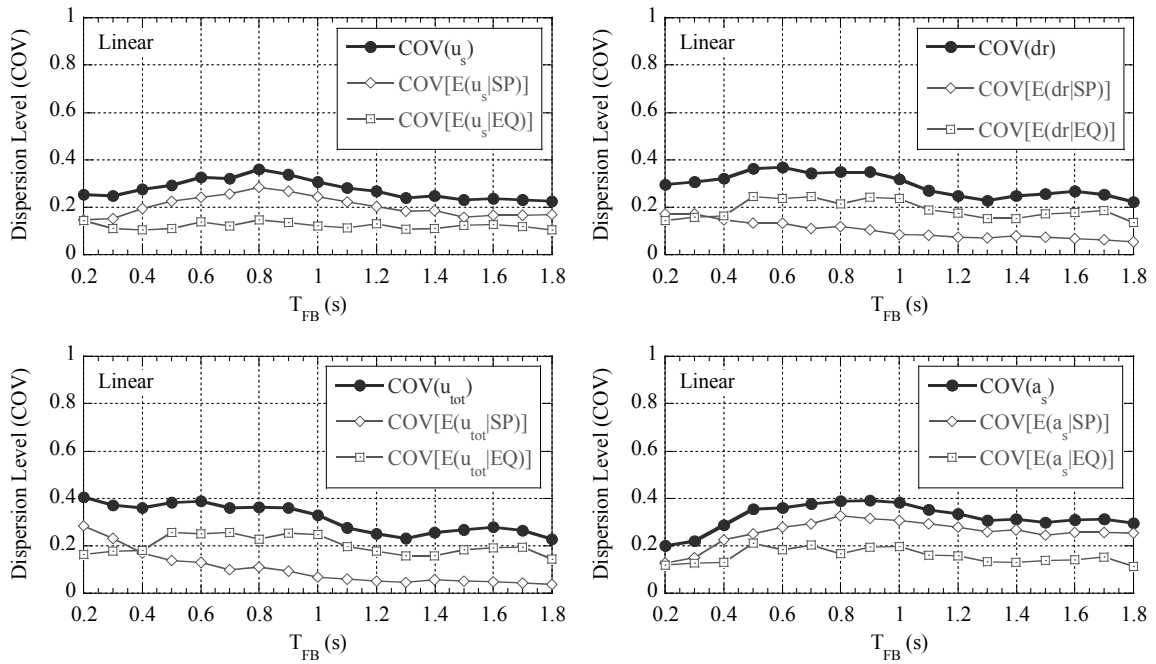 Dispersion Level (COV)
1
0.8
0.6
0.4
0.2
0
Linear
COV(u_s)
COV[E(u_s|SP)]
COV[E(u_s|EQ)]
0.2 0.4 0.6 0.8 1 1.2 1.4 1.6 1.8
T_FB (s)
Dispersion Level (COV)
1
0.8
0.6
0.4
0.2
0
Linear
COV(dr)
COV[E(dr|SP)]
COV[E(dr|EQ)]
0.2 0.4 0.6 0.8 1 1.2 1.4 1.6 1.8
T_FB (s)
Dispersion Level (COV)
1
0.8
0.6
0.4
0.2
0
Linear
COV(u_tot)
COV[E(u_tot|SP)]
COV[E(u_tot|EQ)]
0.2 0.4 0.6 0.8 1 1.2 1.4 1.6 1.8
T_FB (s)
Dispersion Level (COV)
1
0.8
0.6
0.4
0.2
0
Linear
COV(a_s)
COV[E(a_s|SP)]
COV[E(a_s|EQ)]
0.2 0.4 0.6 0.8 1 1.2 1.4 1.6 1.8
T_FB (s)